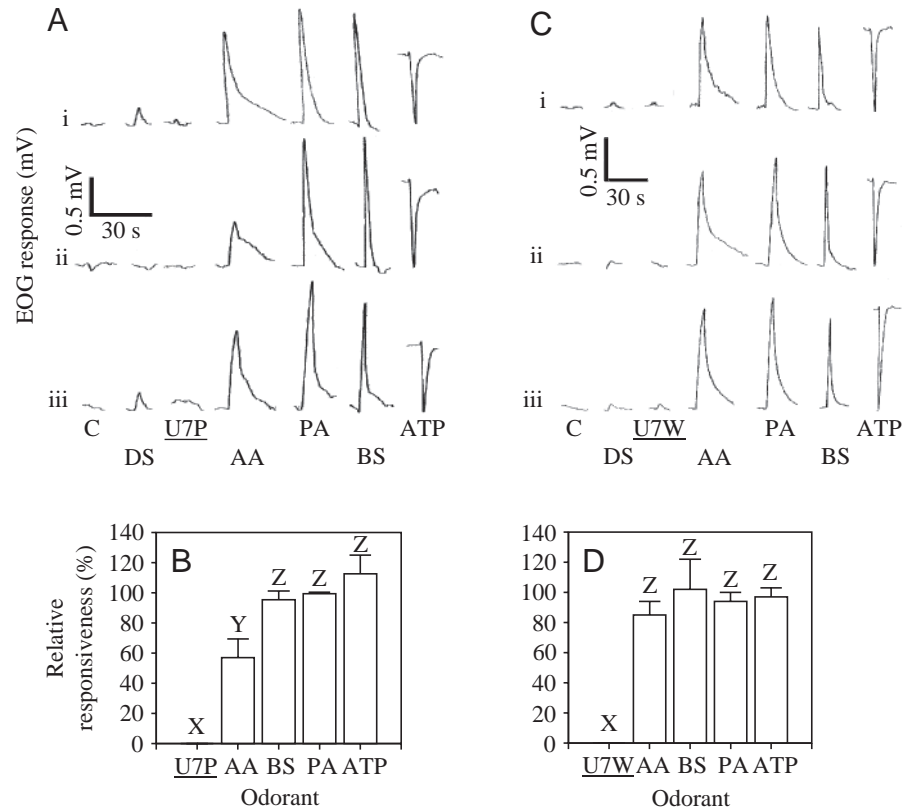 A
i
ii
iii
EOG response (mV)
0.5 mV
30 s
C
DS
U7P
AA
PA
BS
ATP
C
i
ii
iii
0.5 mV
30 s
C
DS
U7W
AA
PA
BS
ATP
B
Relative
responsiveness (%)
140
120
100
80
60
40
20
0
X
Y
Z
Z
Z
U7P AA BS PA ATP
Odorant
D
140
120
100
80
60
40
20
0
X
Z
Z
Z
Z
U7W AA BS PA ATP
Odorant